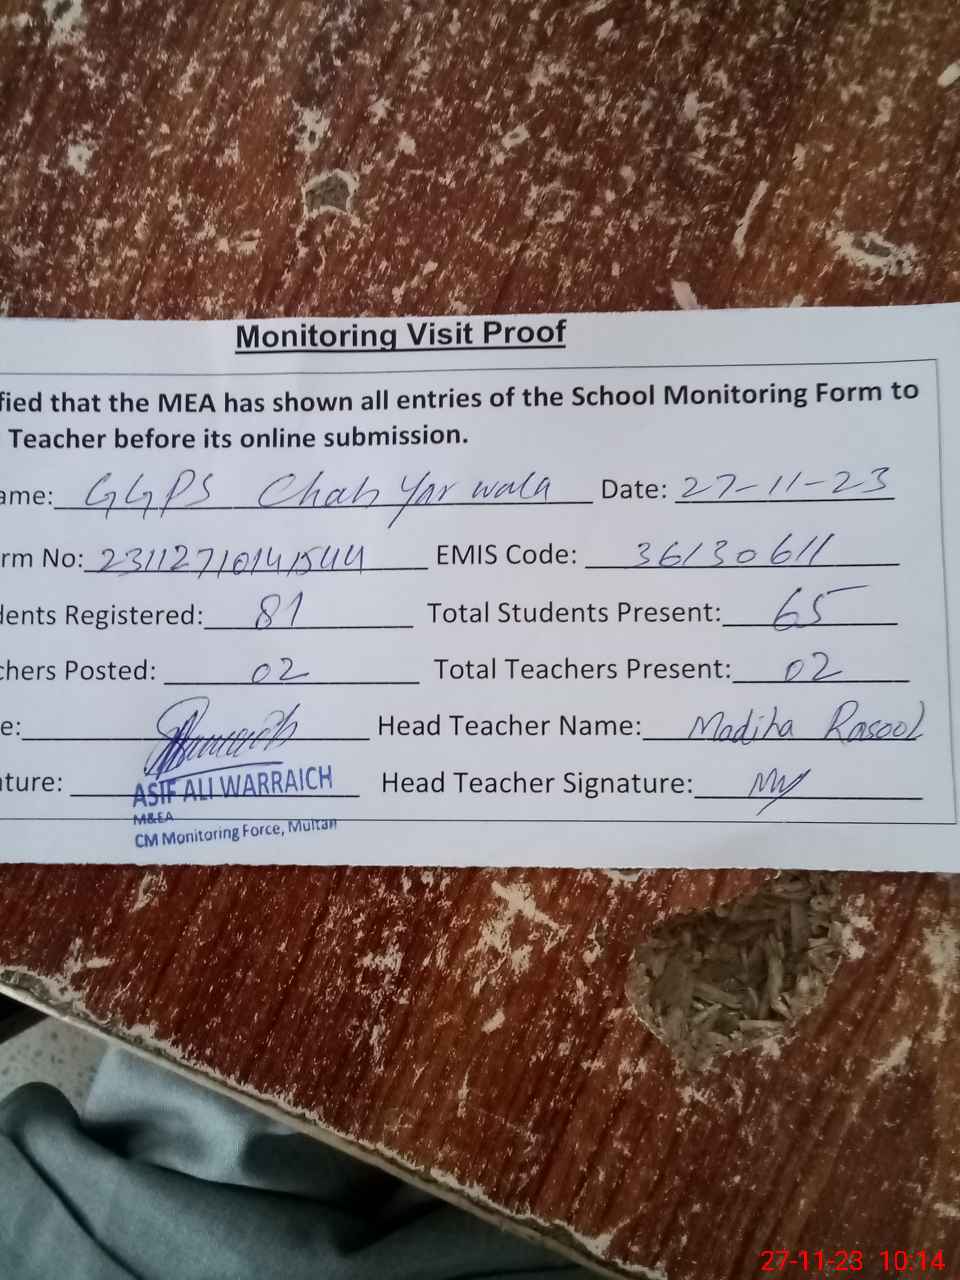 Monitoring Visit Proof
fied that the MEA has shown all entries of the School Monitoring Form to
Teacher before its online submission.
ame: GGPS Chah Yar wala Date: 27-11-23
rm No: 23112710141544 EMIS Code: 36130611
dents Registered: 81 Total Students Present: 65
chers Posted: 02 Total Teachers Present: 02
e: Head Teacher Name: Madiha Rasool
ture: Head Teacher Signature:
ASIF ALI WARRAICH
M&EA
CM Monitoring Force, Multan
27-11-23 10:14